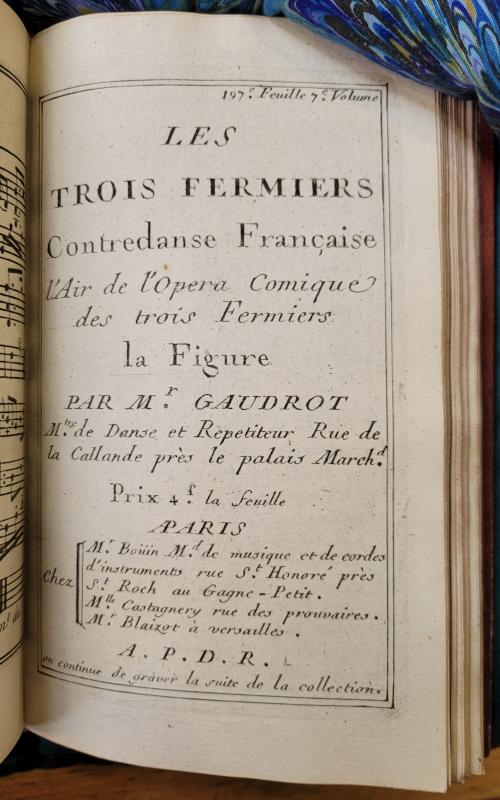 197.e Feuille 7.e Volume
LES
TROIS FERMIERS
Contredanse Française
l'Air de l'Opera Comique
des trois Fermiers
la Figure
PAR M.r GAUDROT
M.tre de Danse et Repetiteur Rue de
la Callande près le palais March.d
Prix 4.f la feuille
APARIS
Chez
M.r Boüin M.d de musique et de cordes
d'instruments rue S.t Honoré près
S.t Roch au Gagne-Petit.
M.lle Castagnery rue des prouvaires.
M.r Blaizot à versailles.
A. P. D. R.
on continue de graver la suite de la collection.